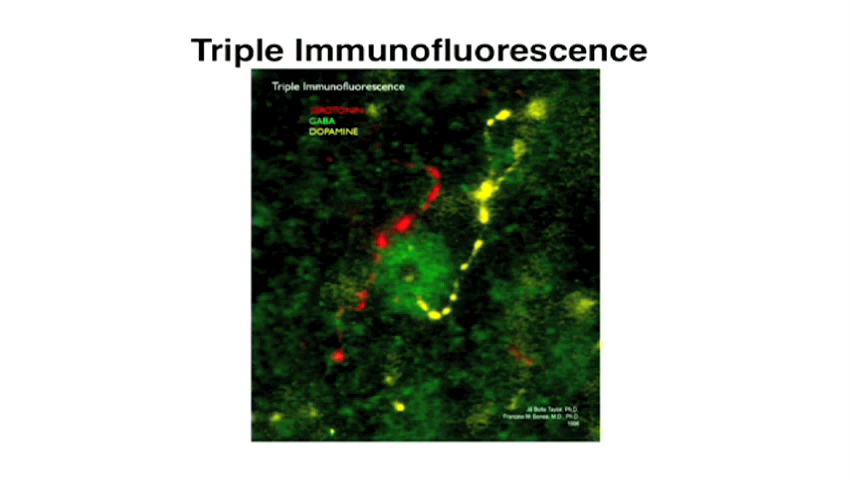 Triple Immunofluorescence
Triple Immunofluorescence
SEROTONIN
GABA
DOPAMINE
Jill Bolte Taylor, Ph.D.
Francine M. Benes, M.D., Ph.D.